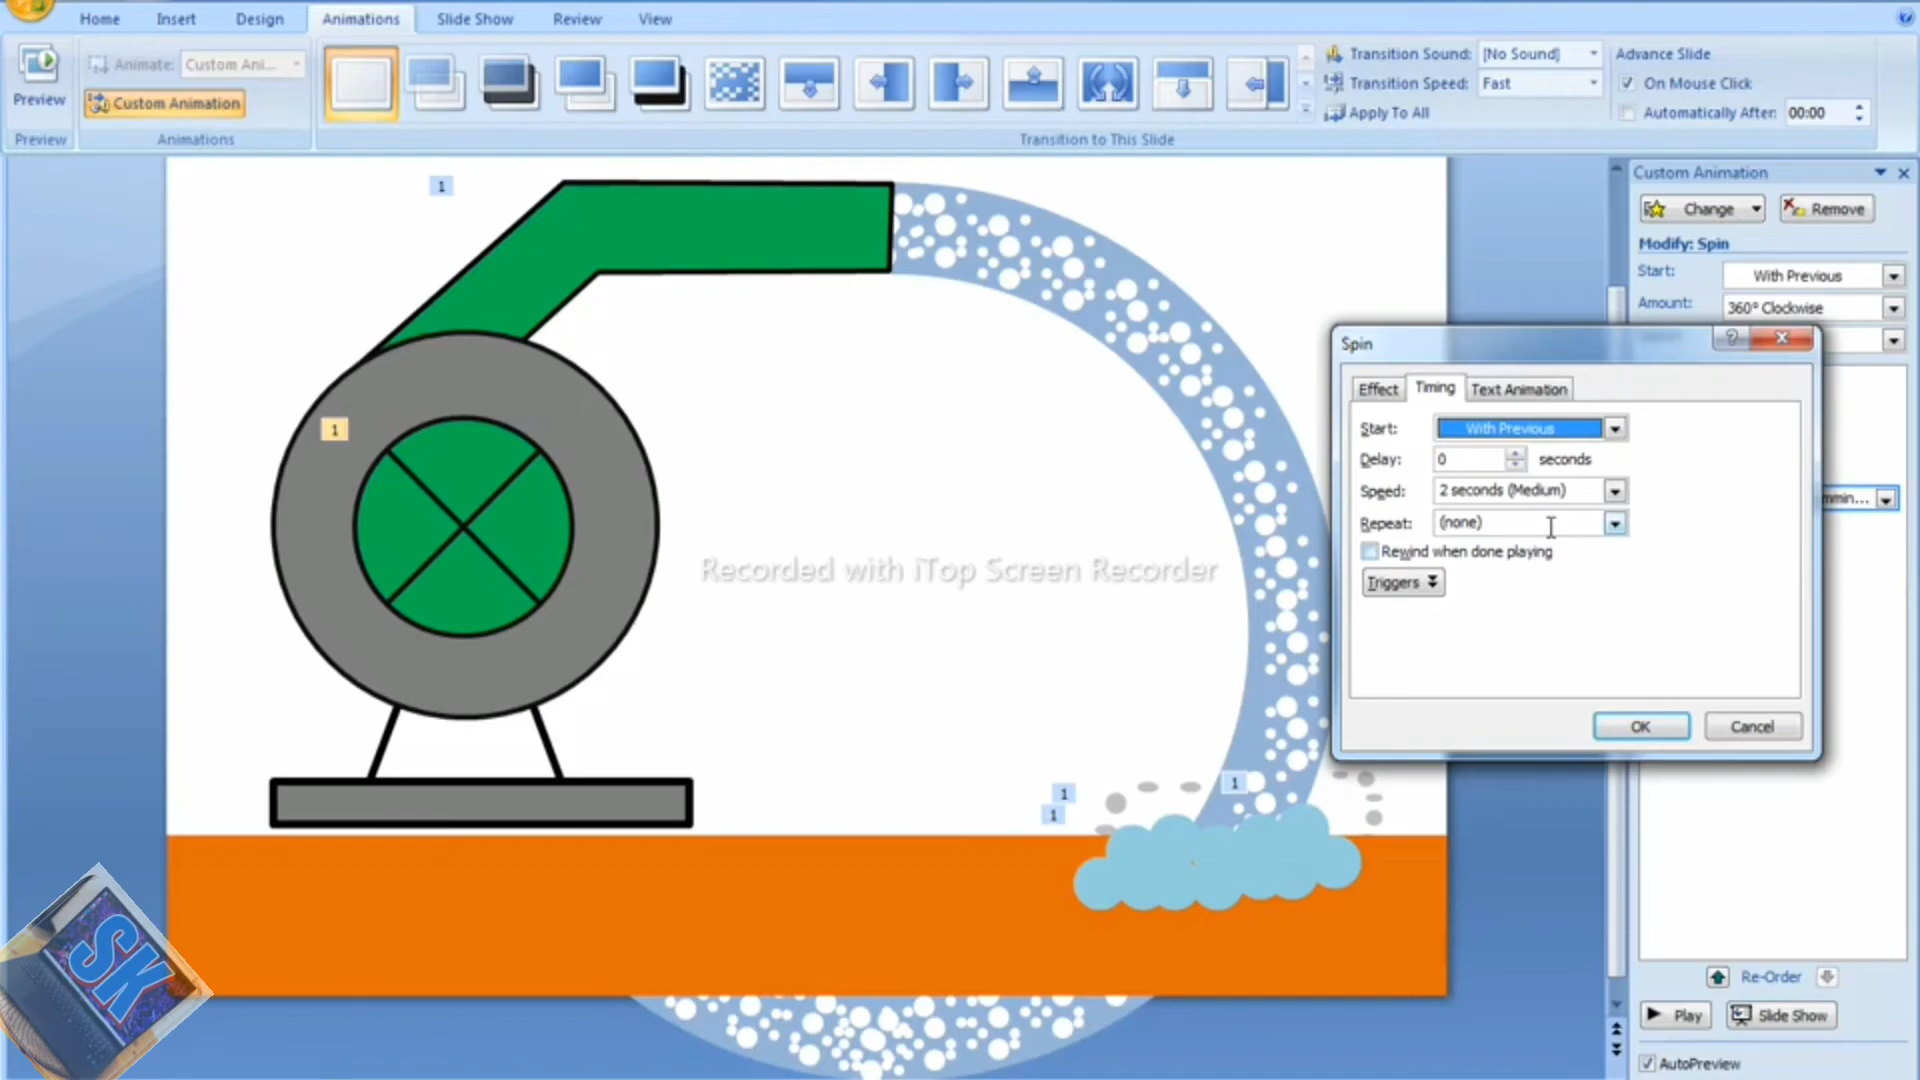 Home Insert Design Animations Slide Show Review View
Preview
Animate: Custom Ani...
Custom Animation
Transition Sound: [No Sound]
Transition Speed: Fast
Apply To All
Advance Slide
On Mouse Click
Automatically After: 00:00
Preview Animations Transition to This Slide
Custom Animation
Change Remove
Modify: Spin
Start: With Previous
Amount: 360° Clockwise
Spin
Effect Timing Text Animation
Start: With Previous
Delay: 0 seconds
Speed: 2 seconds (Medium)
Repeat: (none)
Rewind when done playing
Triggers
OK Cancel
1
1
1
1
1
Recorded with iTop Screen Recorder
SK
Re-Order
Play Slide Show
AutoPreview